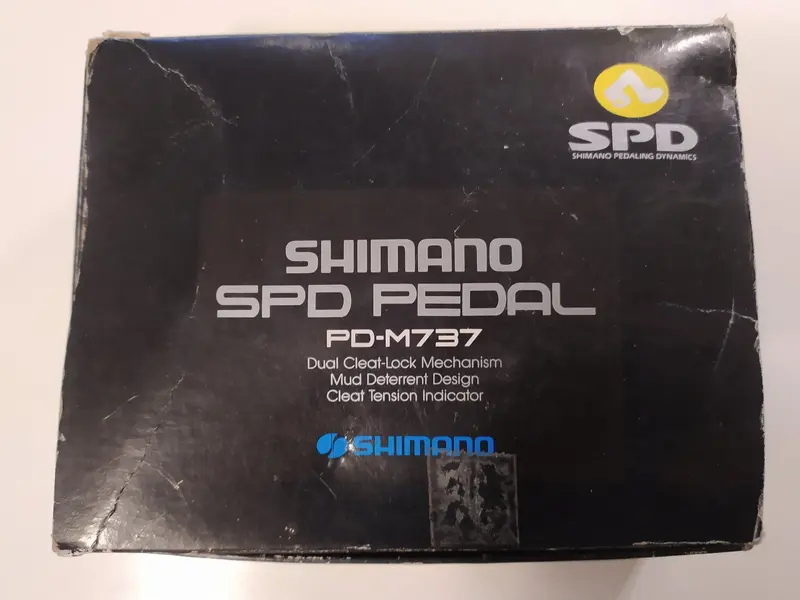 SPD
SHIMANO PEDALING DYNAMICS
SHIMANO
SPD PEDAL
PD-M737
Dual Cleat-Lock Mechanism
Mud Deterrent Design
Cleat Tension Indicator
SHIMANO